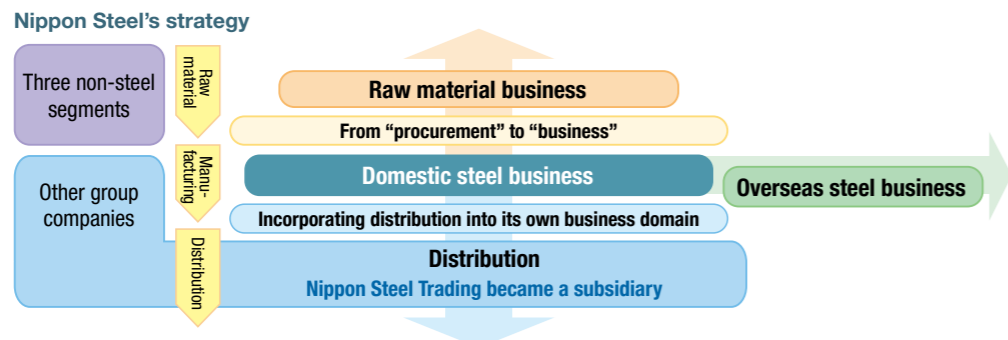 Nippon Steel’s strategy
Three non-steel
segments
Raw
material
Raw material business
From “procurement” to “business”
Manu-
facturing
Domestic steel business
Overseas steel business
Other group
companies
Incorporating distribution into its own business domain
Distribution
Distribution
Nippon Steel Trading became a subsidiary